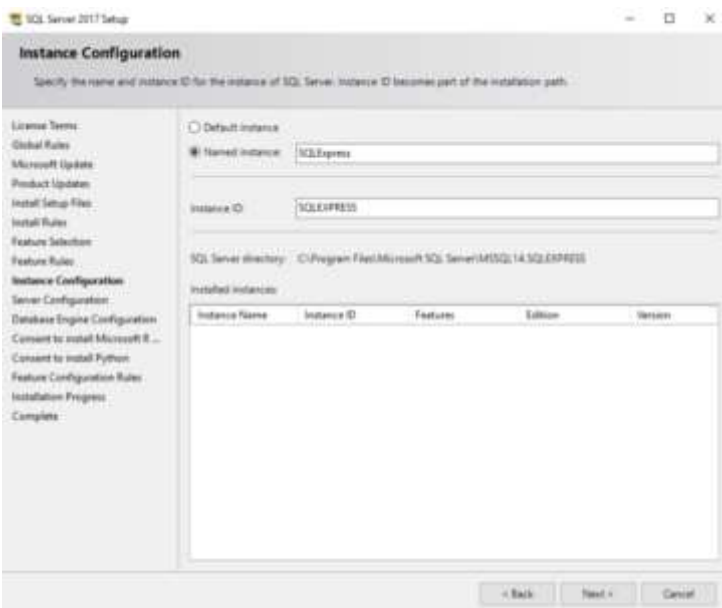 SQL Server 2017 Setup
Instance Configuration
Specify the name and instance ID for the instance of SQL Server. Instance ID becomes part of the installation path.
License Terms
Global Rules
Microsoft Update
Product Updates
Install Setup Files
Install Rules
Feature Selection
Feature Rules
Instance Configuration
Server Configuration
Database Engine Configuration
Consent to install Microsoft R ...
Consent to install Python
Feature Configuration Rules
Installation Progress
Complete
Default instance
Named instance: SQLExpress
Instance ID: SQLEXPRESS
SQL Server directory: C:\Program Files\Microsoft SQL Server\MSSQL14.SQLEXPRESS
Installed instances:
Instance Name Instance ID Features Edition Version
< Back Next > Cancel